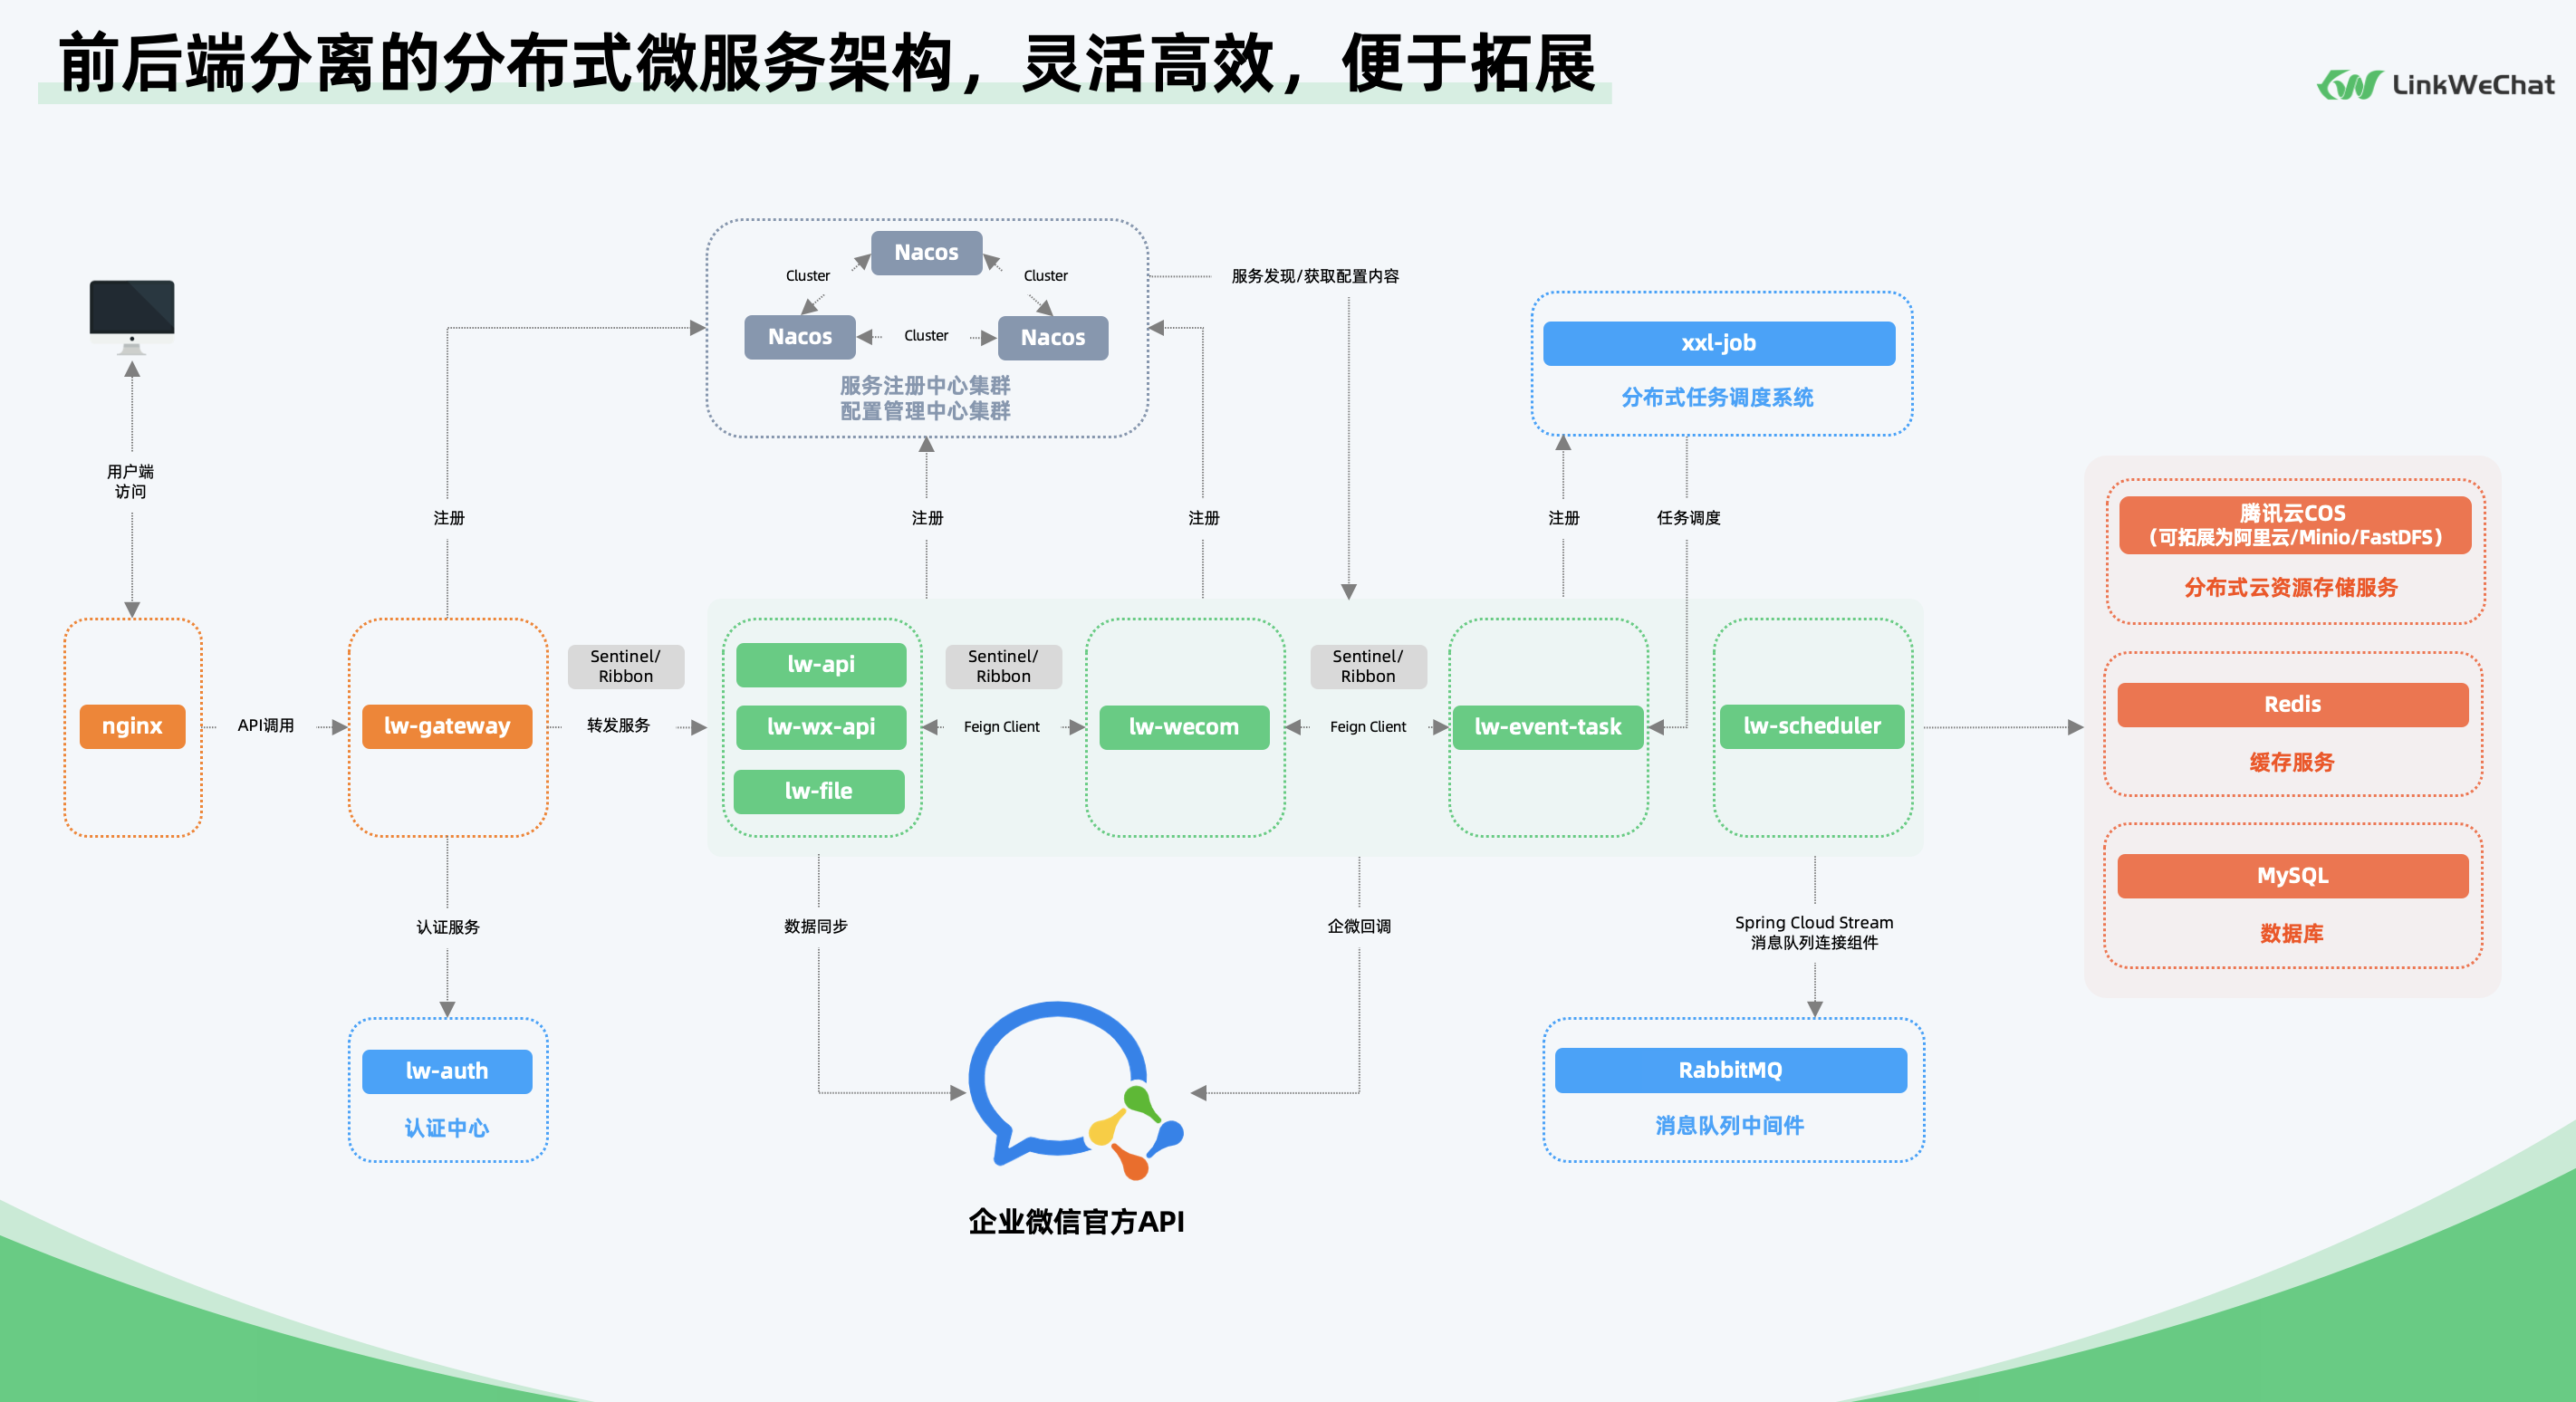 前后端分离的分布式微服务架构，灵活高效，便于拓展
LinkWeChat
Nacos
Cluster
Cluster
Nacos
Cluster
Nacos
服务注册中心集群
配置管理中心集群
服务发现/获取配置内容
xxl-job
分布式任务调度系统
用户端
访问
注册
注册
注册
注册
任务调度
腾讯云COS
（可拓展为阿里云/Minio/FastDFS）
分布式云资源存储服务
Redis
缓存服务
MySQL
数据库
nginx
API调用
lw-gateway
Sentinel/
Ribbon
转发服务
lw-api
lw-wx-api
lw-file
Sentinel/
Ribbon
Feign Client
lw-wecom
Sentinel/
Ribbon
Feign Client
lw-event-task
lw-scheduler
认证服务
数据同步
企微回调
Spring Cloud Stream
消息队列连接组件
lw-auth
认证中心
RabbitMQ
消息队列中间件
企业微信官方API